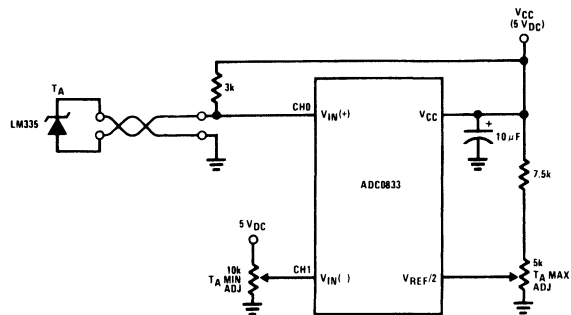 VCC
(5 VDC)
TA
LM335
3k
CH0
VIN(+)
VCC
+
10 µF
ADC0833
7.5k
5 VDC
10k
TA MIN
ADJ
CH1
VIN( )
VREF/2
5k
TA MAX
ADJ